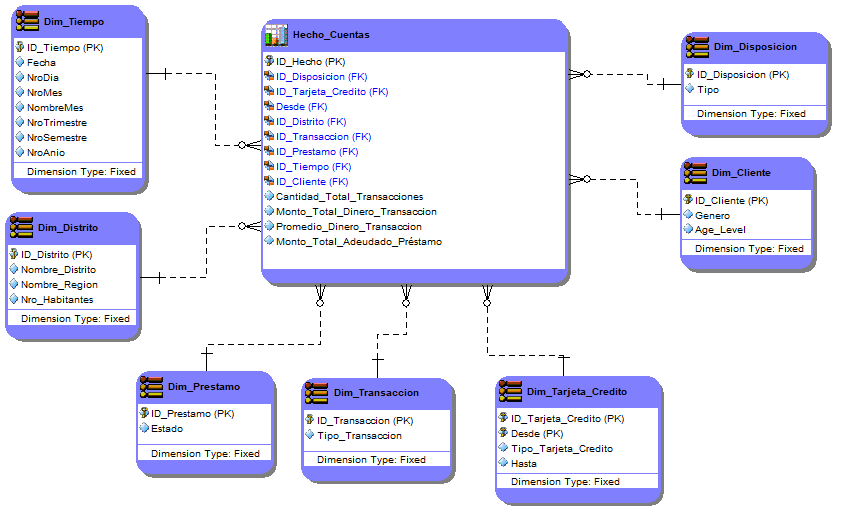 Dim_Tiempo
ID_Tiempo (PK)
Fecha
NroDia
NroMes
NombreMes
NroTrimestre
NroSemestre
NroAnio
Dimension Type: Fixed
Hecho_Cuentas
ID_Hecho (PK)
ID_Disposicion (FK)
ID_Tarjeta_Credito (FK)
Desde (FK)
ID_Distrito (FK)
ID_Transaccion (FK)
ID_Prestamo (FK)
ID_Tiempo (FK)
ID_Cliente (FK)
Cantidad_Total_Transacciones
Monto_Total_Dinero_Transaccion
Promedio_Dinero_Transaccion
Monto_Total_Adeudado_Préstamo
Dim_Disposicion
ID_Disposicion (PK)
Tipo
Dimension Type: Fixed
Dim_Cliente
ID_Cliente (PK)
Genero
Age_Level
Dimension Type: Fixed
Dim_Distrito
ID_Distrito (PK)
Nombre_Distrito
Nombre_Region
Nro_Habitantes
Dimension Type: Fixed
Dim_Prestamo
ID_Prestamo (PK)
Estado
Dimension Type: Fixed
Dim_Transaccion
ID_Transaccion (PK)
Tipo_Transaccion
Dimension Type: Fixed
Dim_Tarjeta_Credito
ID_Tarjeta_Credito (PK)
Desde (PK)
Tipo_Tarjeta_Credito
Hasta
Dimension Type: Fixed